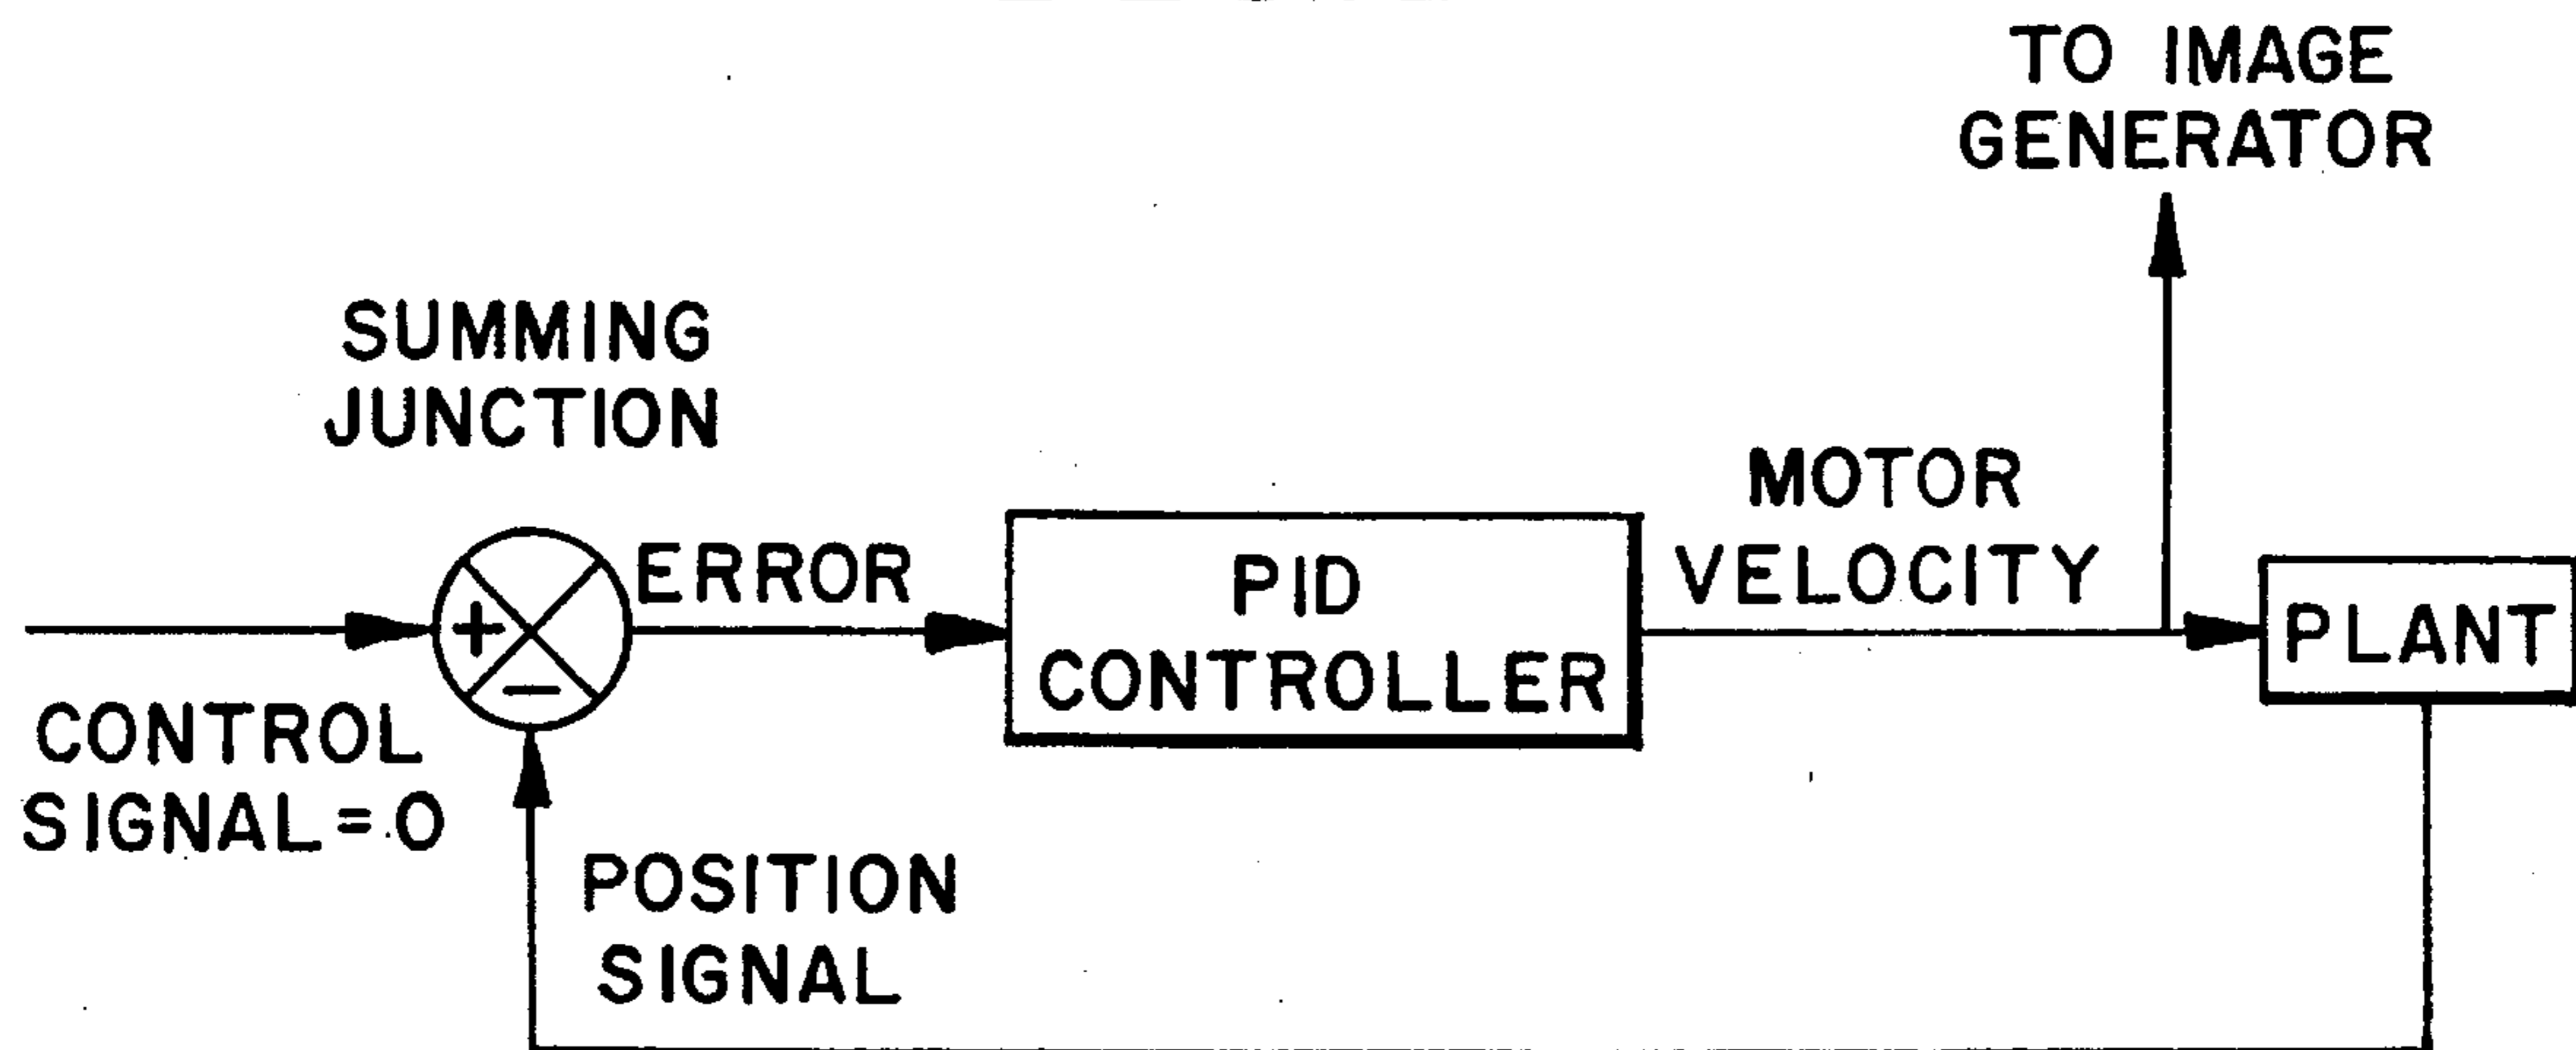 TO IMAGE
GENERATOR
SUMMING
JUNCTION
MOTOR
VELOCITY
ERROR
PID
CONTROLLER
PLANT
+
−
CONTROL
SIGNAL=0
POSITION
SIGNAL